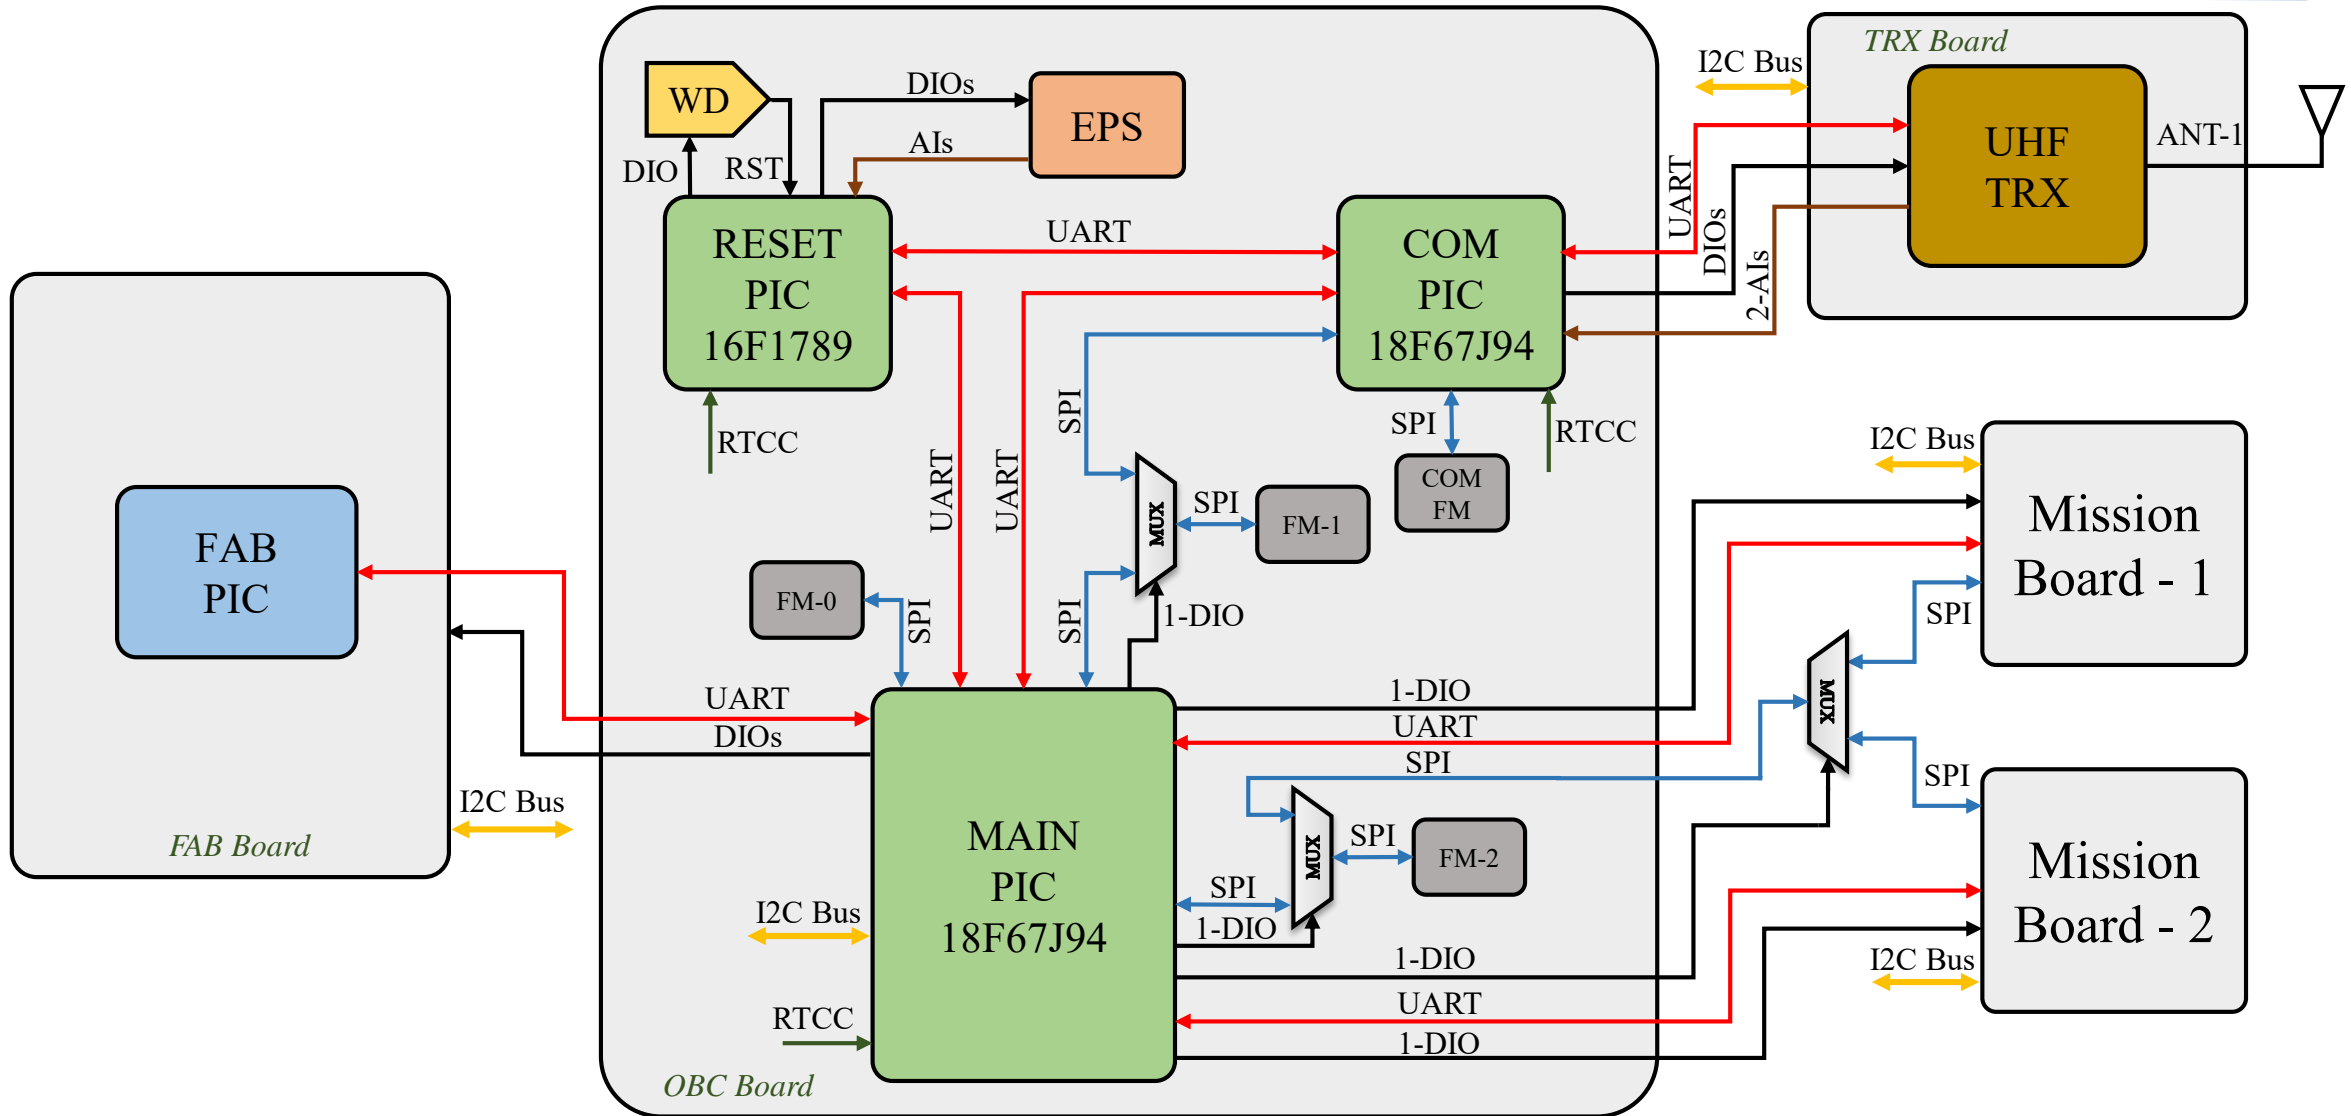 TRX Board
I2C Bus
UHF
TRX
ANT-1
UART
DIOs
2-AIs
WD
DIO
RST
DIOs
AIs
EPS
RESET
PIC
16F1789
UART
COM
PIC
18F67J94
RTCC
SPI
SPI
RTCC
COM
FM
UART
UART
MUX
SPI
FM-1
FM-0
SPI
SPI
1-DIO
FAB
PIC
UART
DIOs
I2C Bus
FAB Board
I2C Bus
Mission
Board - 1
SPI
MUX
SPI
1-DIO
UART
SPI
MUX
SPI
FM-2
SPI
1-DIO
MAIN
PIC
18F67J94
I2C Bus
RTCC
1-DIO
UART
1-DIO
Mission
Board - 2
I2C Bus
OBC Board